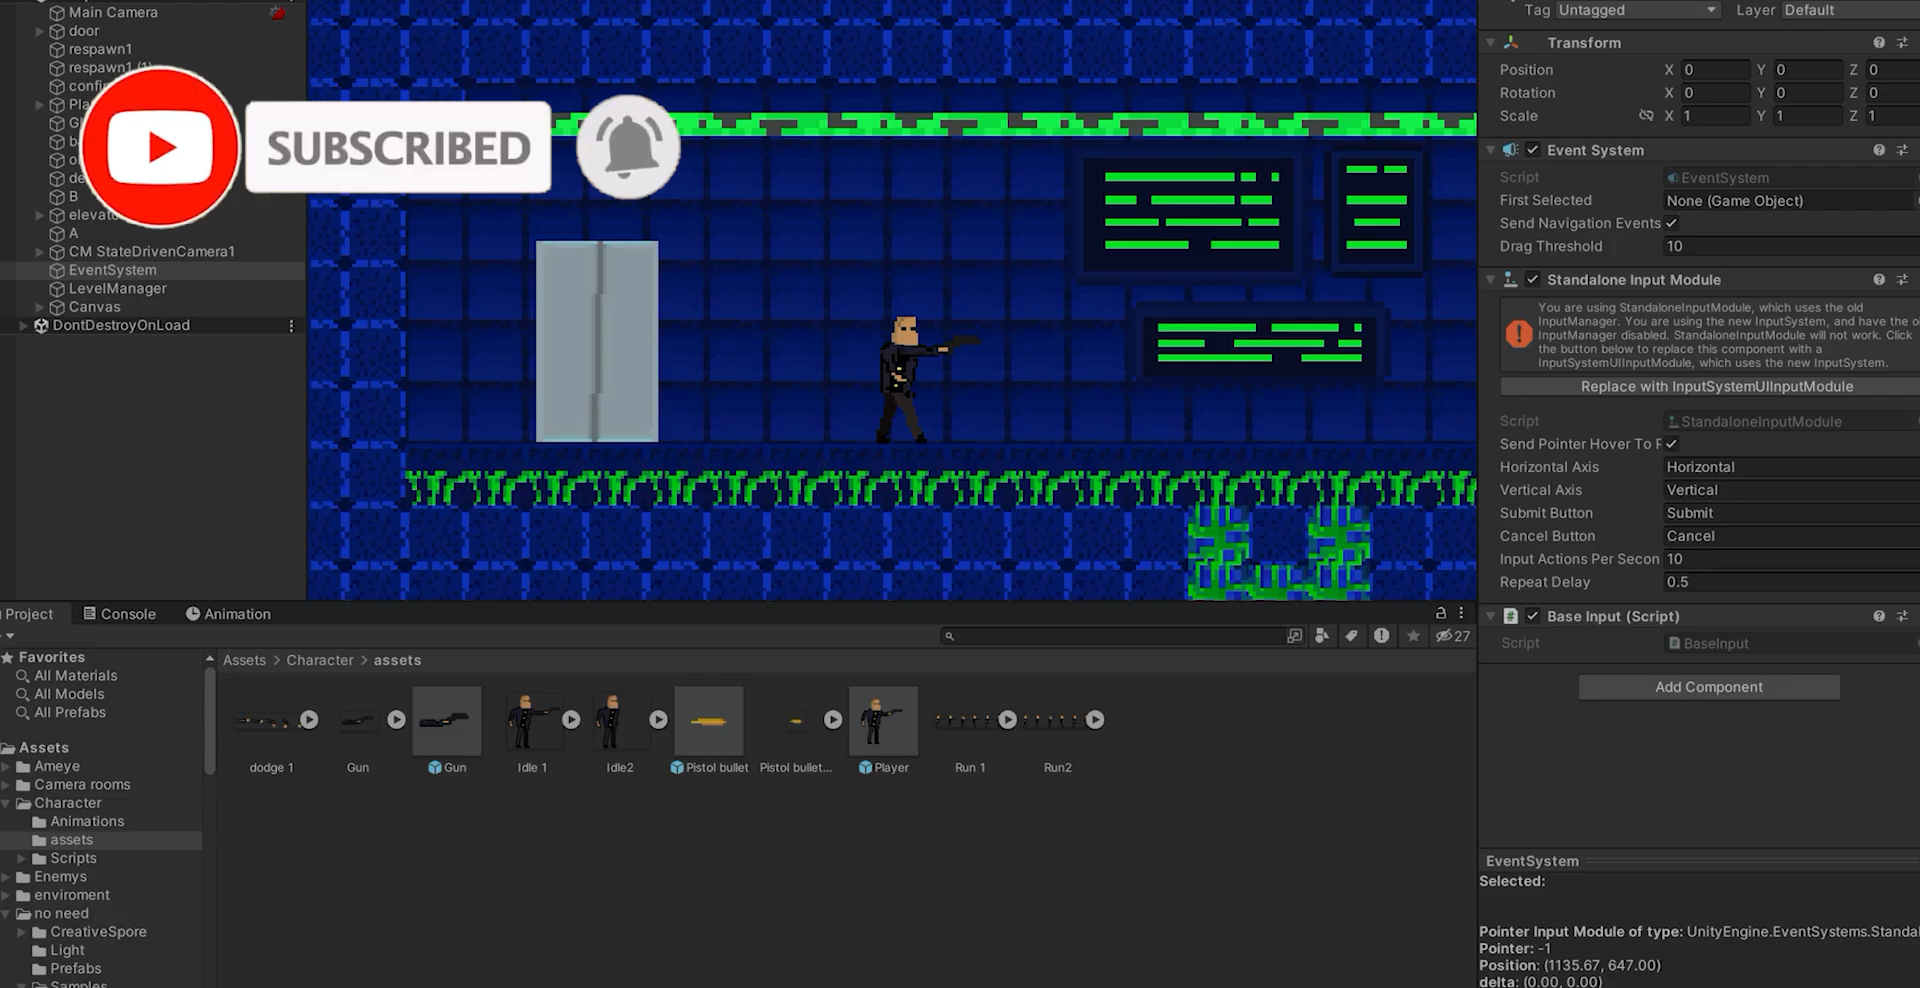 Main Camera
door
respawn1
respawn1 (1)
SUBSCRIBED
B
A
CM StateDrivenCamera1
EventSystem
LevelManager
Canvas
DontDestroyOnLoad
Tag Untagged Layer Default
Transform
Position X 0 Y 0 Z 0
Rotation X 0 Y 0 Z 0
Scale X 1 Y 1 Z 1
Event System
Script EventSystem
First Selected None (Game Object)
Send Navigation Events
Drag Threshold 10
Standalone Input Module
You are using StandaloneInputModule, which uses the old
InputManager. You are using the new InputSystem, and have the
InputManager disabled. StandaloneInputModule will not work. Click
the button below to replace this component with a
InputSystemUIInputModule, which uses the new InputSystem.
Replace with InputSystemUIInputModule
Script StandaloneInputModule
Send Pointer Hover To
Horizontal Axis Horizontal
Vertical Axis Vertical
Submit Button Submit
Cancel Button Cancel
Input Actions Per Secon 10
Repeat Delay 0.5
Base Input (Script)
Script BaseInput
Add Component
EventSystem
Selected:
Pointer Input Module of type: UnityEngine.EventSystems.Standa
Pointer: -1
Position: (1135.67, 647.00)
delta: (0.00, 0.00)
Project Console Animation
27
Favorites
All Materials
All Models
All Prefabs
Assets
Ameye
Camera rooms
Character
Animations
assets
Scripts
Enemys
enviroment
no need
CreativeSpore
Light
Prefabs
Samples
Assets > Character > assets
dodge 1 Gun Gun Idle 1 Idle2 Pistol bullet Pistol bullet... Player Run 1 Run2